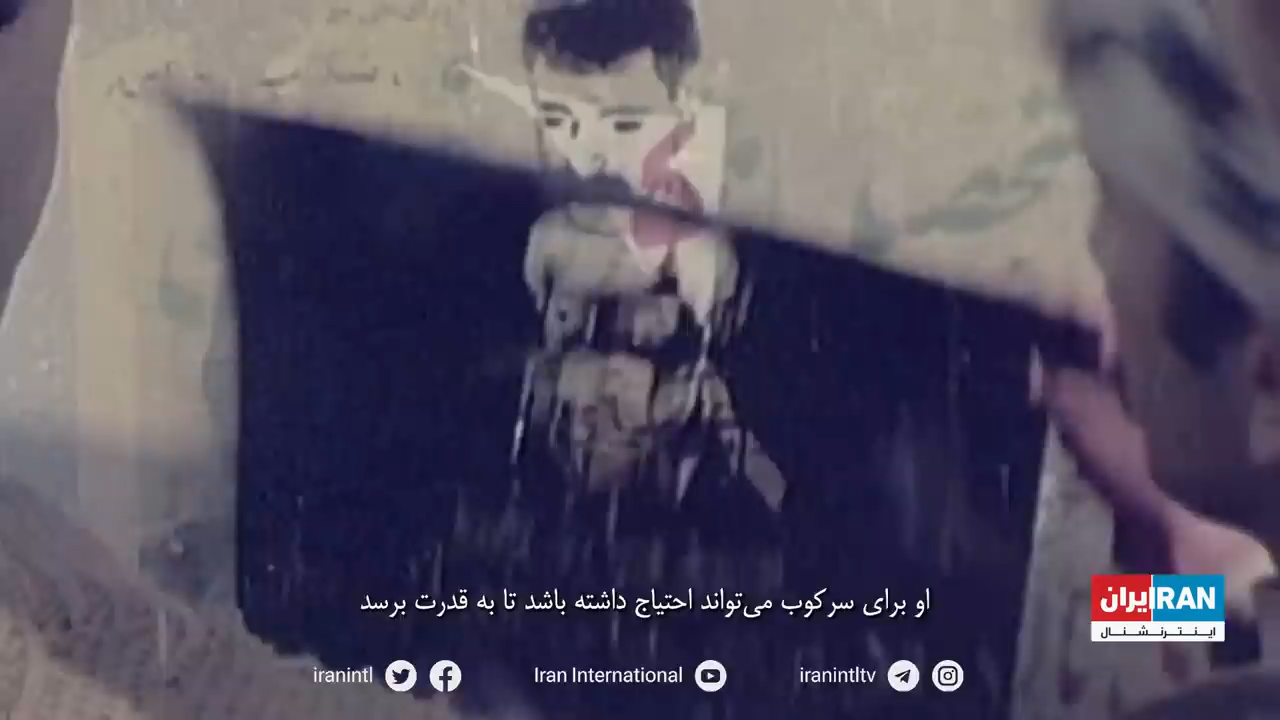 او برای سرکوب می‌تواند احتیاج داشته باشد تا به قدرت برسد
ایران IRAN
اینترنشنال
iranintl
Iran International
iranintltv